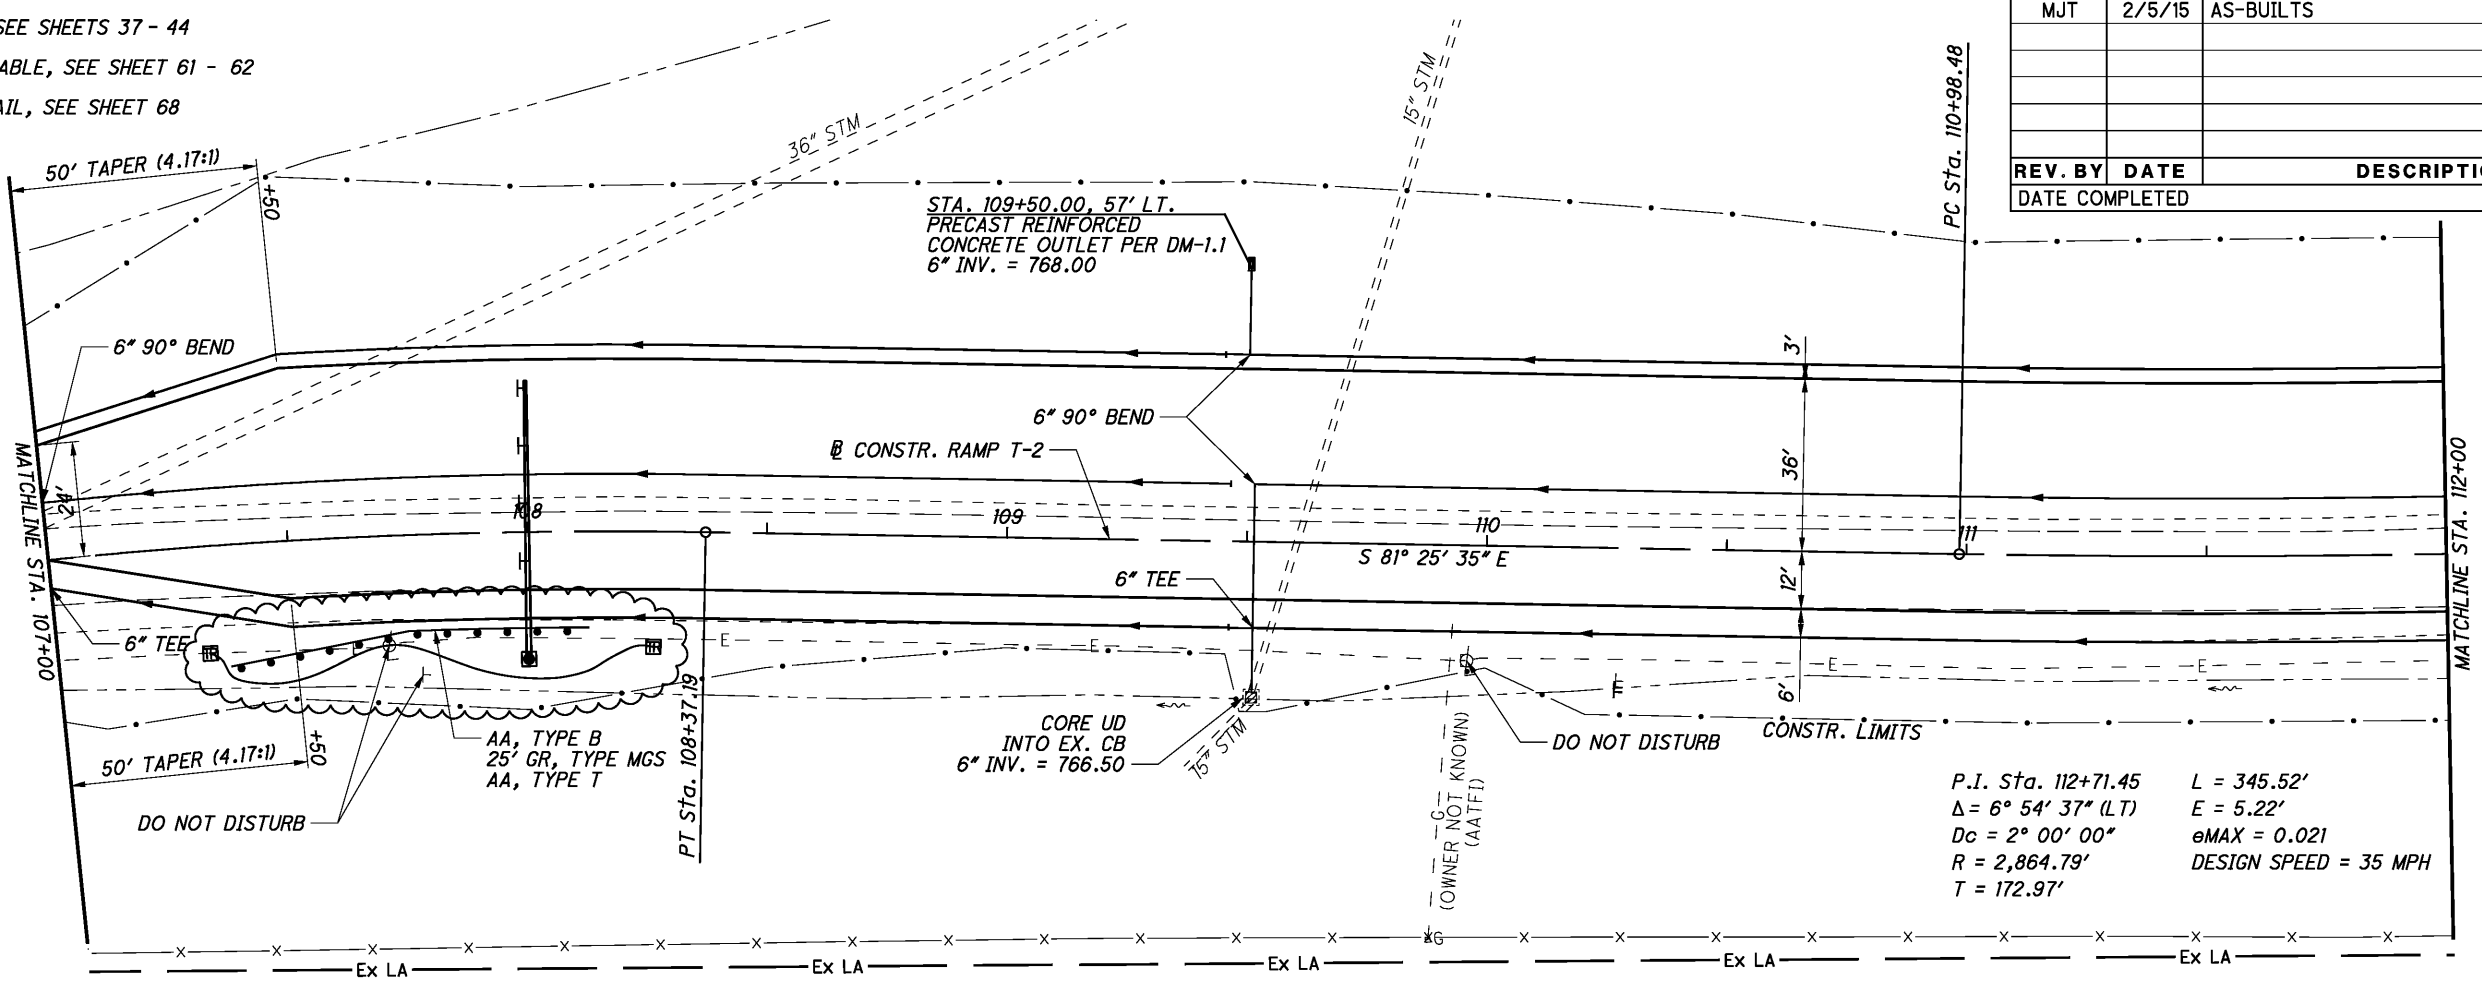 SEE SHEETS 37 - 44
ABLE, SEE SHEET 61 - 62
AIL, SEE SHEET 68
MJT 2/5/15 AS-BUILTS
REV. BY DATE DESCRIPTI
DATE COMPLETED
50' TAPER (4.17:1)
+50
36" STM
15" STM
PC Sta. 110+98.48
STA. 109+50.00, 57' LT.
PRECAST REINFORCED
CONCRETE OUTLET PER DM-1.1
6" INV. = 768.00
6" 90° BEND
3'
6" 90° BEND
CONSTR. RAMP T-2
36'
MATCHLINE STA. 107+00
24'
MATCHLINE STA. 112+00
108
109
110
111
S 81° 25' 35" E
6" TEE
12'
6" TEE
E
E
E
E
6'
CORE UD
INTO EX. CB
6" INV. = 766.50
15" STM
DO NOT DISTURB
CONSTR. LIMITS
AA, TYPE B
25' GR, TYPE MGS
AA, TYPE T
50' TAPER (4.17:1)
+50
DO NOT DISTURB
PT Sta. 108+37.19
G
(OWNER NOT KNOWN)
(AATFI)
P.I. Sta. 112+71.45 L = 345.52'
Δ = 6° 54' 37" (LT) E = 5.22'
Dc = 2° 00' 00" eMAX = 0.021
R = 2,864.79' DESIGN SPEED = 35 MPH
T = 172.97'
G
Ex LA Ex LA Ex LA Ex LA Ex LA